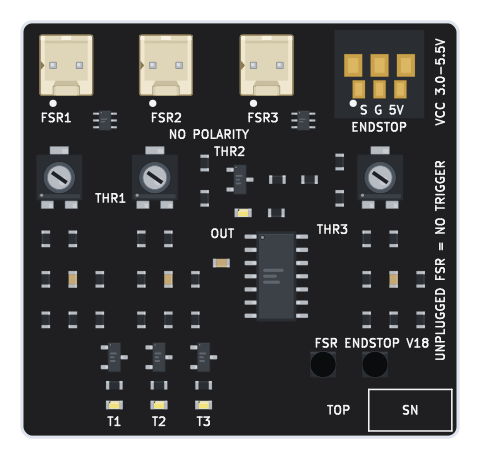 FSR1
FSR2
FSR3
S G 5V
ENDSTOP
VCC 3.0-5.5V
NO POLARITY
THR2
THR1
THR3
OUT
UNPLUGGED FSR = NO TRIGGER
FSR ENDSTOP V18
T1
T2
T3
TOP
SN